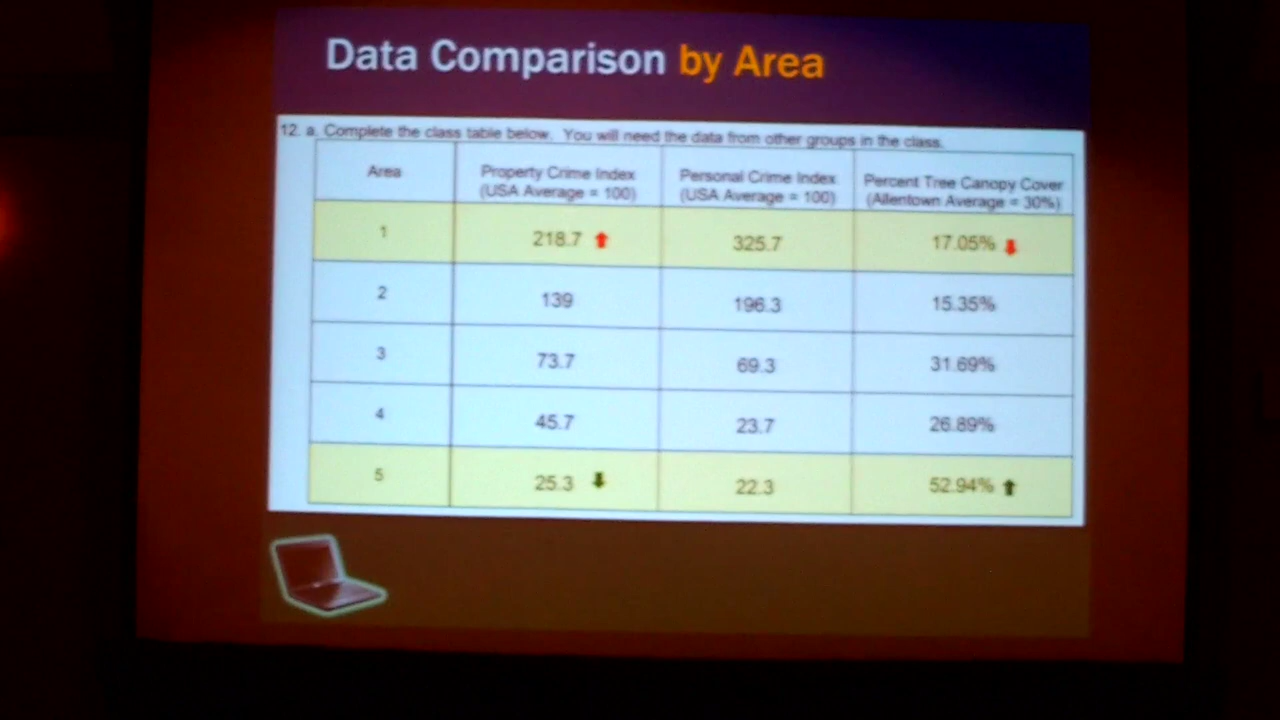 Data Comparison by Area
12. a. Complete the class table below. You will need the data from other groups in the class.
Area
Property Crime Index
(USA Average = 100)
Personal Crime Index
(USA Average = 100)
Percent Tree Canopy Cover
(Allentown Average = 30%)
1 218.7 325.7 17.05%
2 139 196.3 15.35%
3 73.7 69.3 31.69%
4 45.7 23.7 26.89%
5 25.3 22.3 52.94%